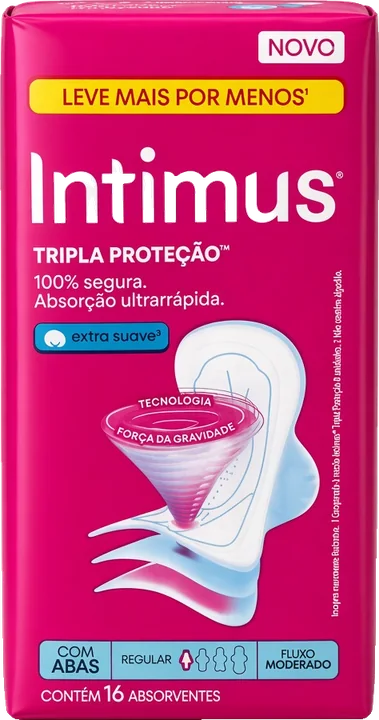 NOVO
LEVE MAIS POR MENOS¹
Intimus®
TRIPLA PROTEÇÃO™
100% segura.
Absorção ultrarrápida.
extra suave³
TECNOLOGIA
FORÇA DA GRAVIDADE
COM
ABAS
REGULAR
FLUXO
MODERADO
CONTÉM 16 ABSORVENTES